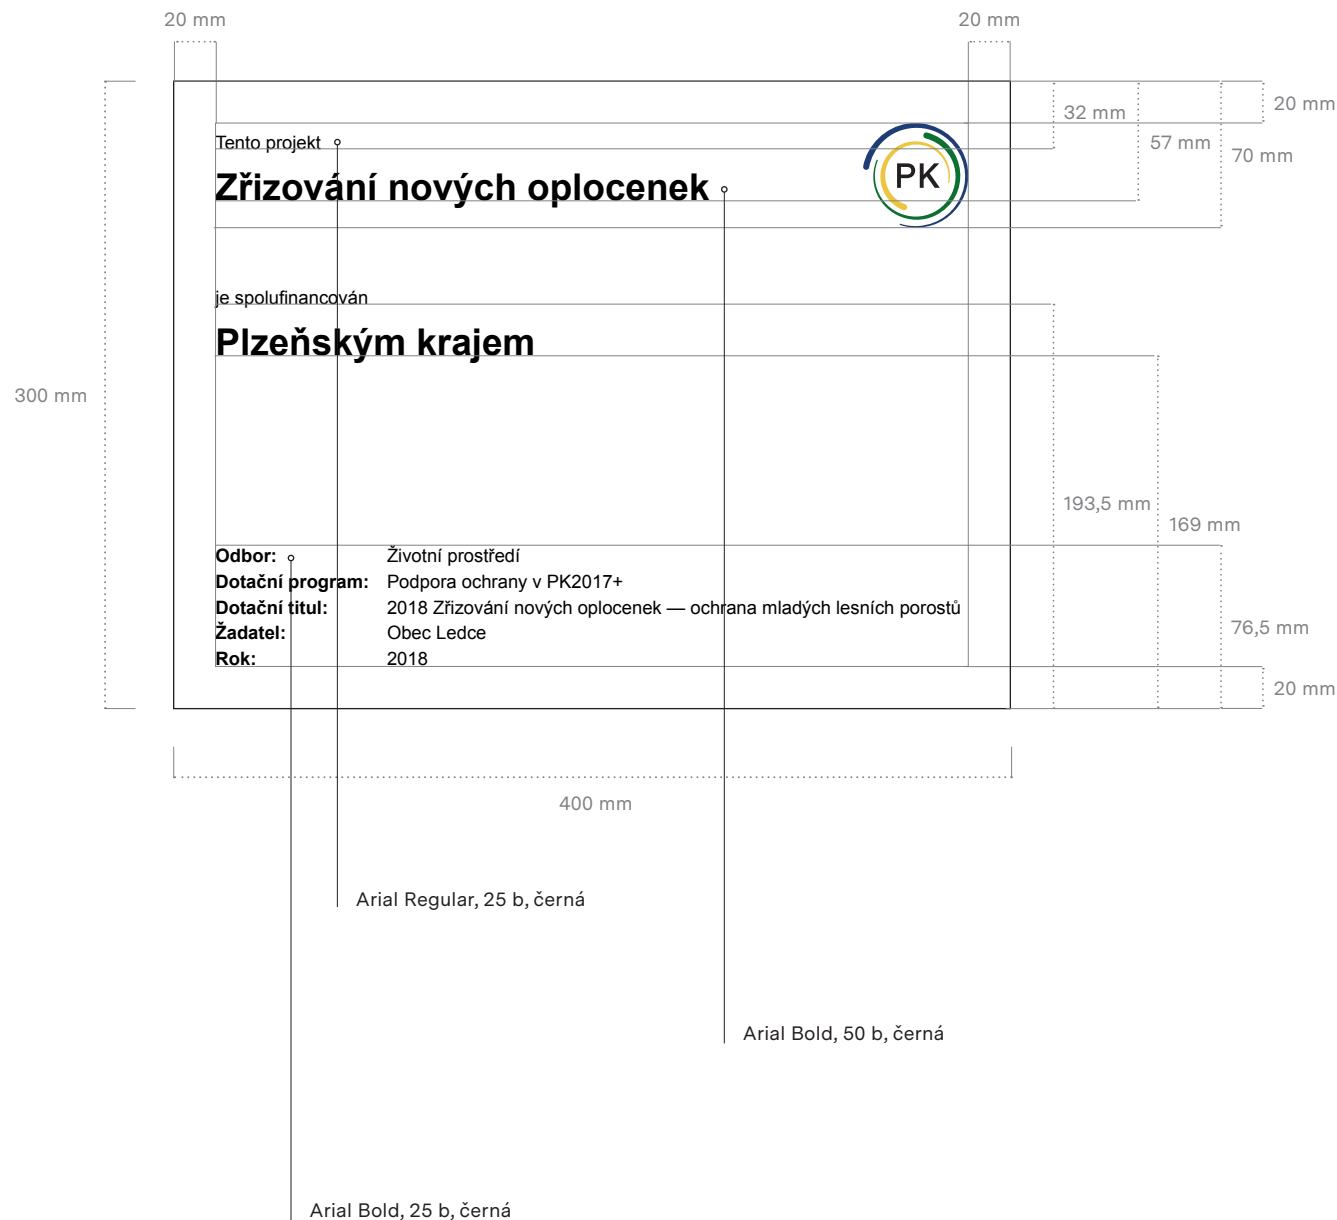 20 mm
20 mm
20 mm
32 mm
57 mm
70 mm
Tento projekt
PK
Zřizování nových oplocenek
je spolufinancován
Plzeňským krajem
300 mm
193,5 mm
169 mm
Odbor: Životní prostředí
Dotační program: Podpora ochrany v PK2017+
Dotační titul: 2018 Zřizování nových oplocenek — ochrana mladých lesních porostů
Žadatel: Obec Ledce
Rok: 2018
76,5 mm
20 mm
400 mm
Arial Regular, 25 b, černá
Arial Bold, 50 b, černá
Arial Bold, 25 b, černá